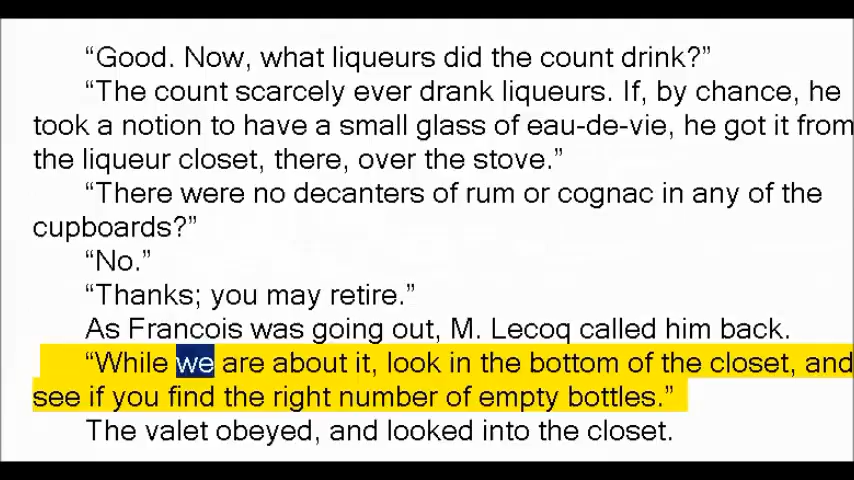 “Good. Now, what liqueurs did the count drink?”
“The count scarcely ever drank liqueurs. If, by chance, he
took a notion to have a small glass of eau-de-vie, he got it from
the liqueur closet, there, over the stove.”
“There were no decanters of rum or cognac in any of the
cupboards?”
“No.”
“Thanks; you may retire.”
As Francois was going out, M. Lecoq called him back.
“While we are about it, look in the bottom of the closet, and
see if you find the right number of empty bottles.”
The valet obeyed, and looked into the closet.